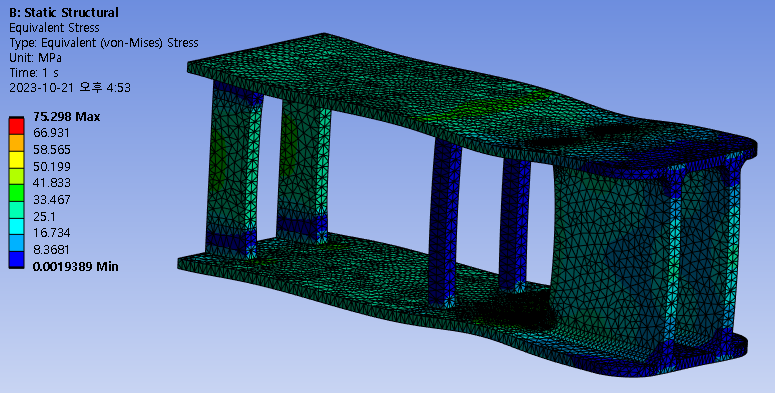 B: Static Structural
Equivalent Stress
Type: Equivalent (von-Mises) Stress
Unit: MPa
Time: 1 s
2023-10-21 오후 4:53
75.298 Max
66.931
58.565
50.199
41.833
33.467
25.1
16.734
8.3681
0.0019389 Min